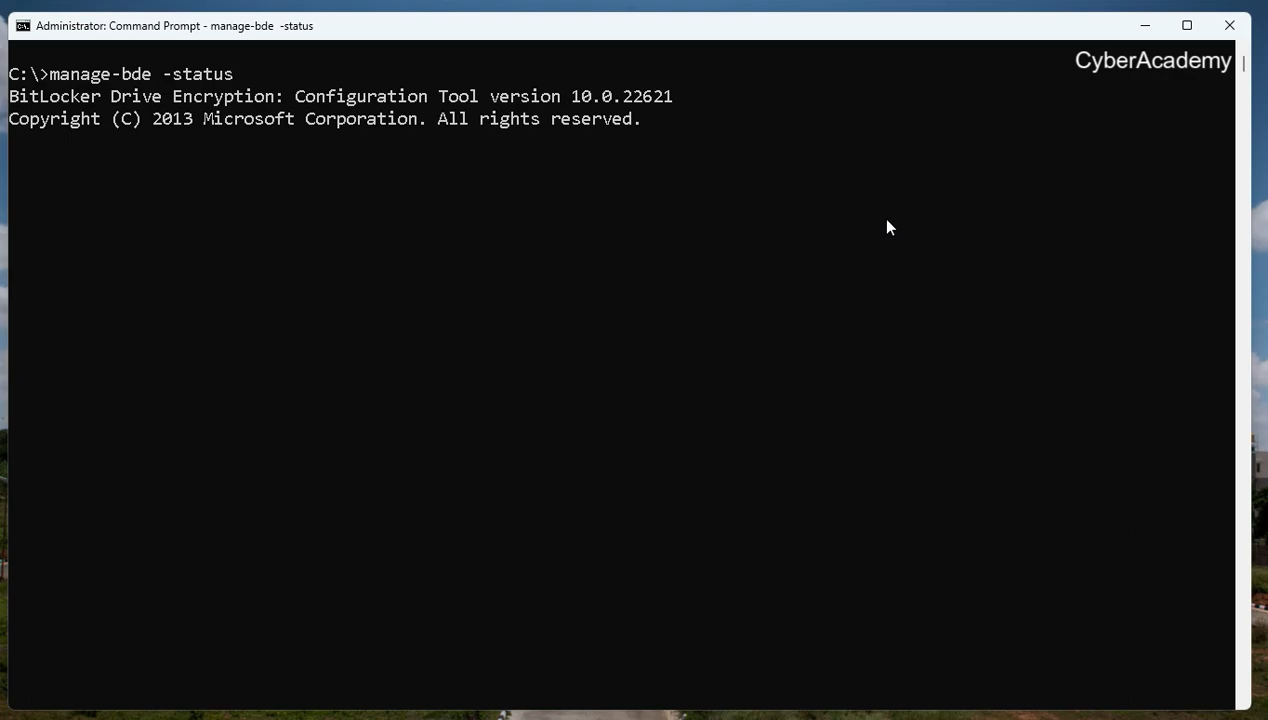 Administrator: Command Prompt - manage-bde  -status
CyberAcademy
C:\>manage-bde -status
BitLocker Drive Encryption: Configuration Tool version 10.0.22621
Copyright (C) 2013 Microsoft Corporation. All rights reserved.